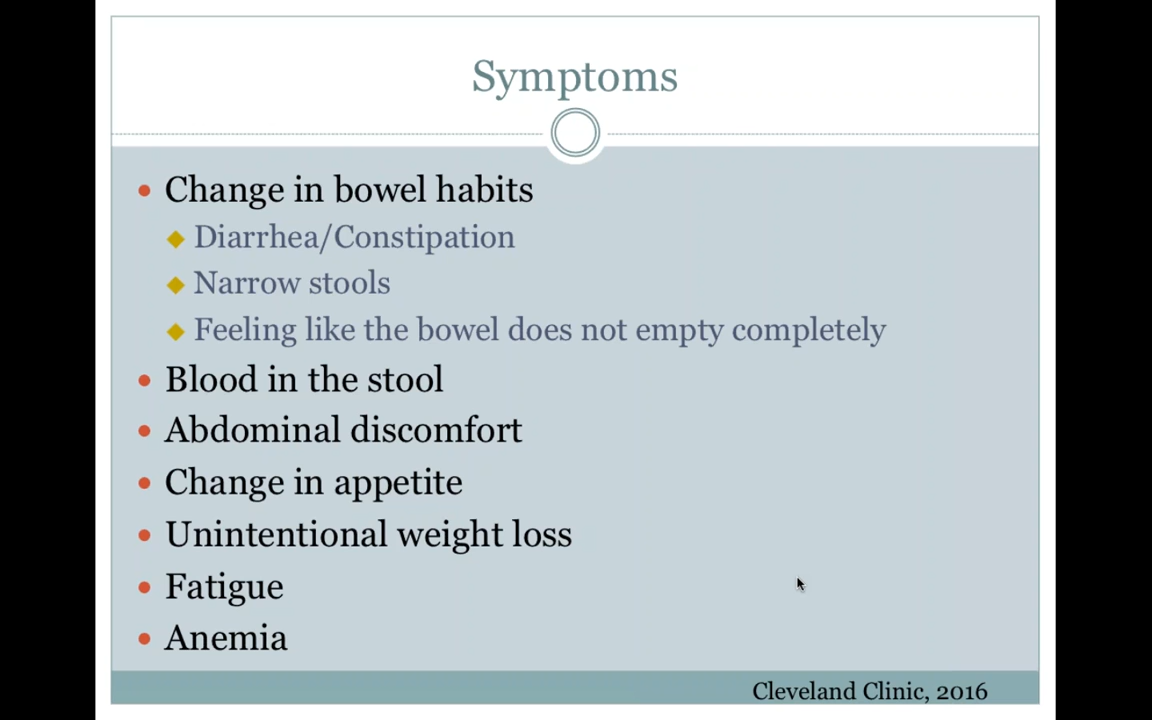 Symptoms
Change in bowel habits
Diarrhea/Constipation
Narrow stools
Feeling like the bowel does not empty completely
Blood in the stool
Abdominal discomfort
Change in appetite
Unintentional weight loss
Fatigue
Anemia
Cleveland Clinic, 2016